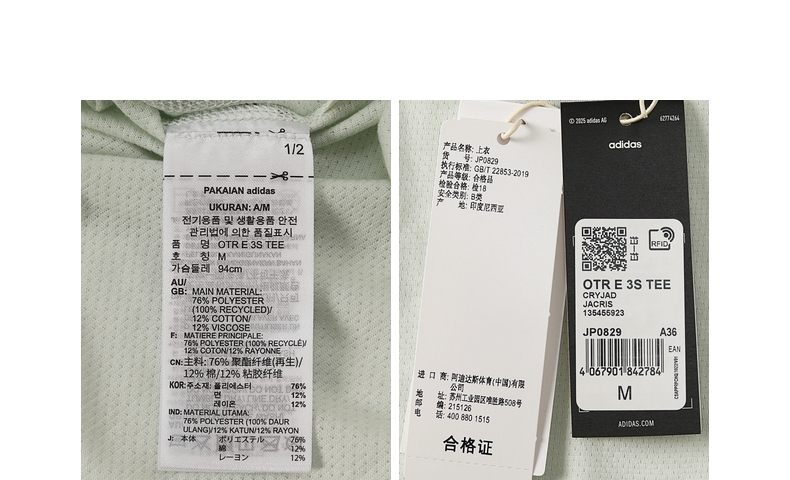 1/2
PAKAIAN adidas
UKURAN: A/M
전기용품 및 생활용품 안전
관리법에 의한 품질표시
품 명 OTR E 3S TEE
호 칭 M
가슴둘레 94cm
AU/
GB: MAIN MATERIAL:
76% POLYESTER
(100% RECYCLED)/
12% COTTON/
12% VISCOSE
F: MATIERE PRINCIPALE:
76% POLYESTER (100% RECYCLE)/
12% COTON/12% RAYONNE
CN: 主料: 76% 聚酯纤维(再生)/
12% 棉/12% 粘胶纤维
KOR: 주소재: 폴리에스터 76%
면 12%
레이온 12%
IND: MATERIAL UTAMA:
76% POLYESTER (100% DAUR
ULANG)/12% KATUN/12% RAYON
J: 本体 ポリエステル 76%
綿 12%
レーヨン 12%
产品名称: 上衣
货 号: JP0829
执行标准: GB/T 22853-2019
产品等级: 合格品
检验合格: 检18
安全类别: B类
产 地: 印度尼西亚
进 口 商: 阿迪达斯体育(中国)有限
公司
地 址: 苏州工业园区唯胜路508号
邮 编: 215126
电 话: 400 880 1515
合格证
© 2025 adidas AG
62774264
adidas
RFID
OTR E 3S TEE
CRYJAD
JACRIS
135455923
JP0829 A36
EAN
4 067901 842784
M
ADIDAS.COM